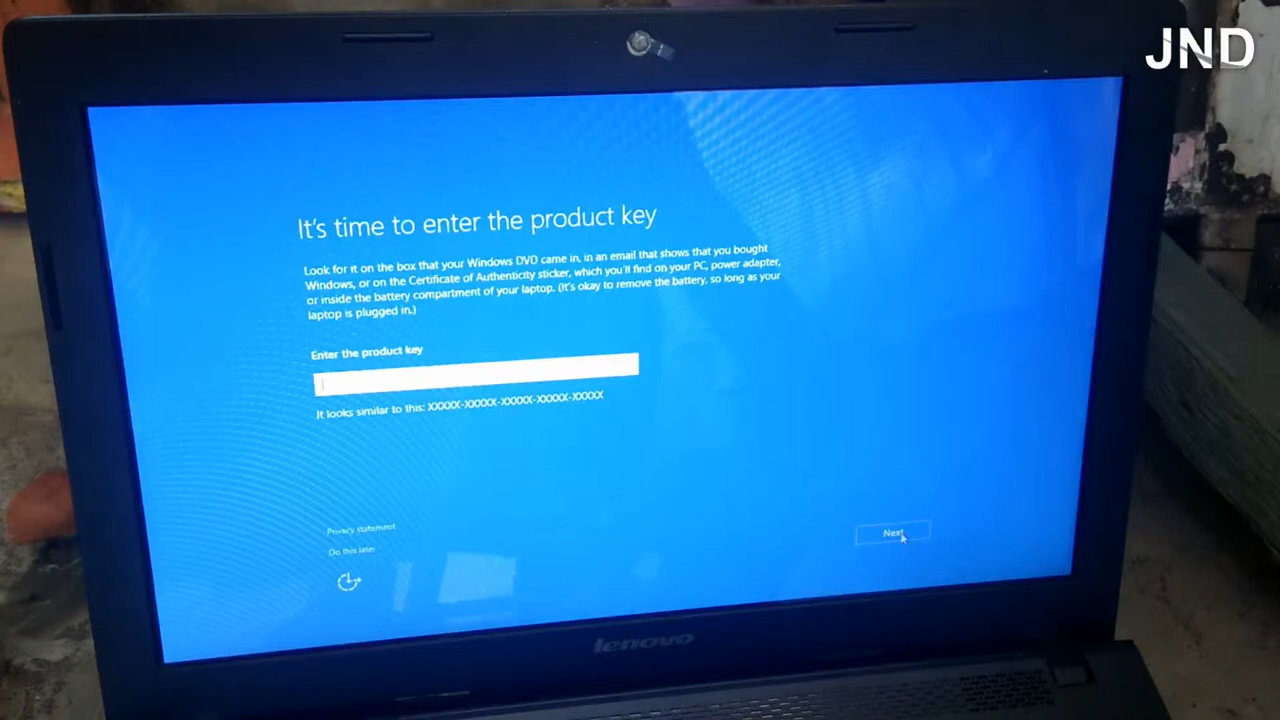 JND
It's time to enter the product key
Look for it on the box that your Windows DVD came in, in an email that shows that you bought
Windows, or on the Certificate of Authenticity sticker, which you'll find on your PC, power adapter,
or inside the battery compartment of your laptop. (It's okay to remove the battery, so long as your
laptop is plugged in.)
Enter the product key
It looks similar to this: XXXXX-XXXXX-XXXXX-XXXXX-XXXXX
Privacy statement
Do this later
Next
lenovo